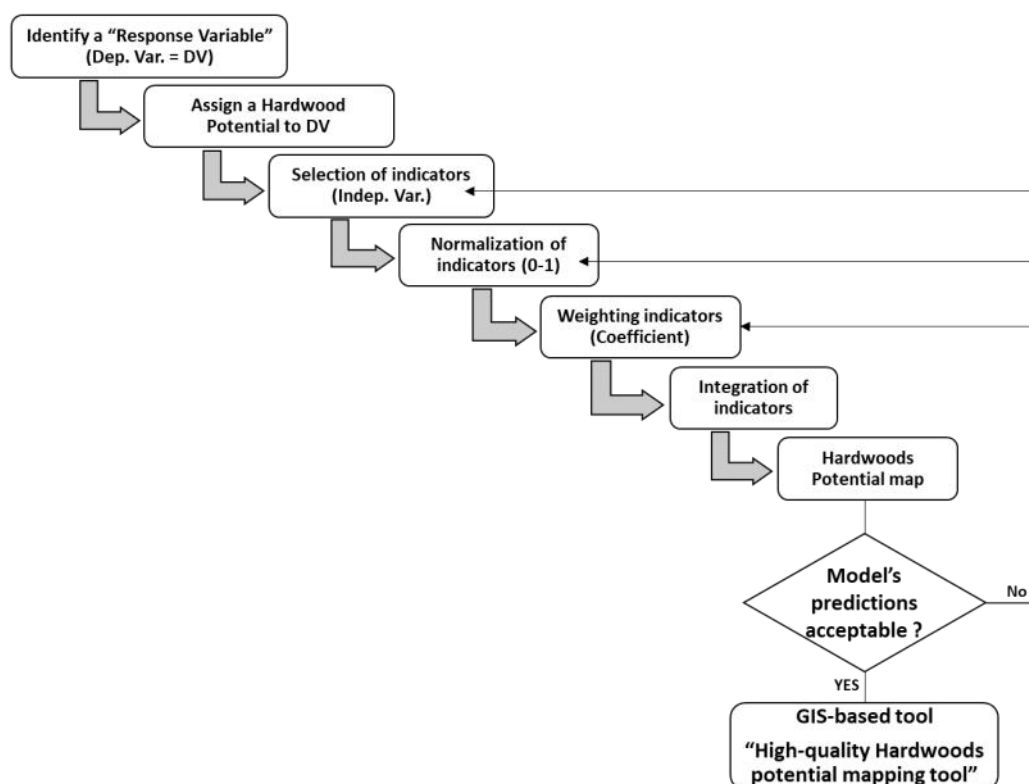 Identify a “Response Variable”
(Dep. Var. = DV)
Assign a Hardwood
Potential to DV
Selection of indicators
(Indep. Var.)
Normalization of
indicators (0-1)
Weighting indicators
(Coefficient)
Integration of
indicators
Hardwoods
Potential map
Model’s
predictions
acceptable ?
No
YES
GIS-based tool
“High-quality Hardwoods
potential mapping tool”